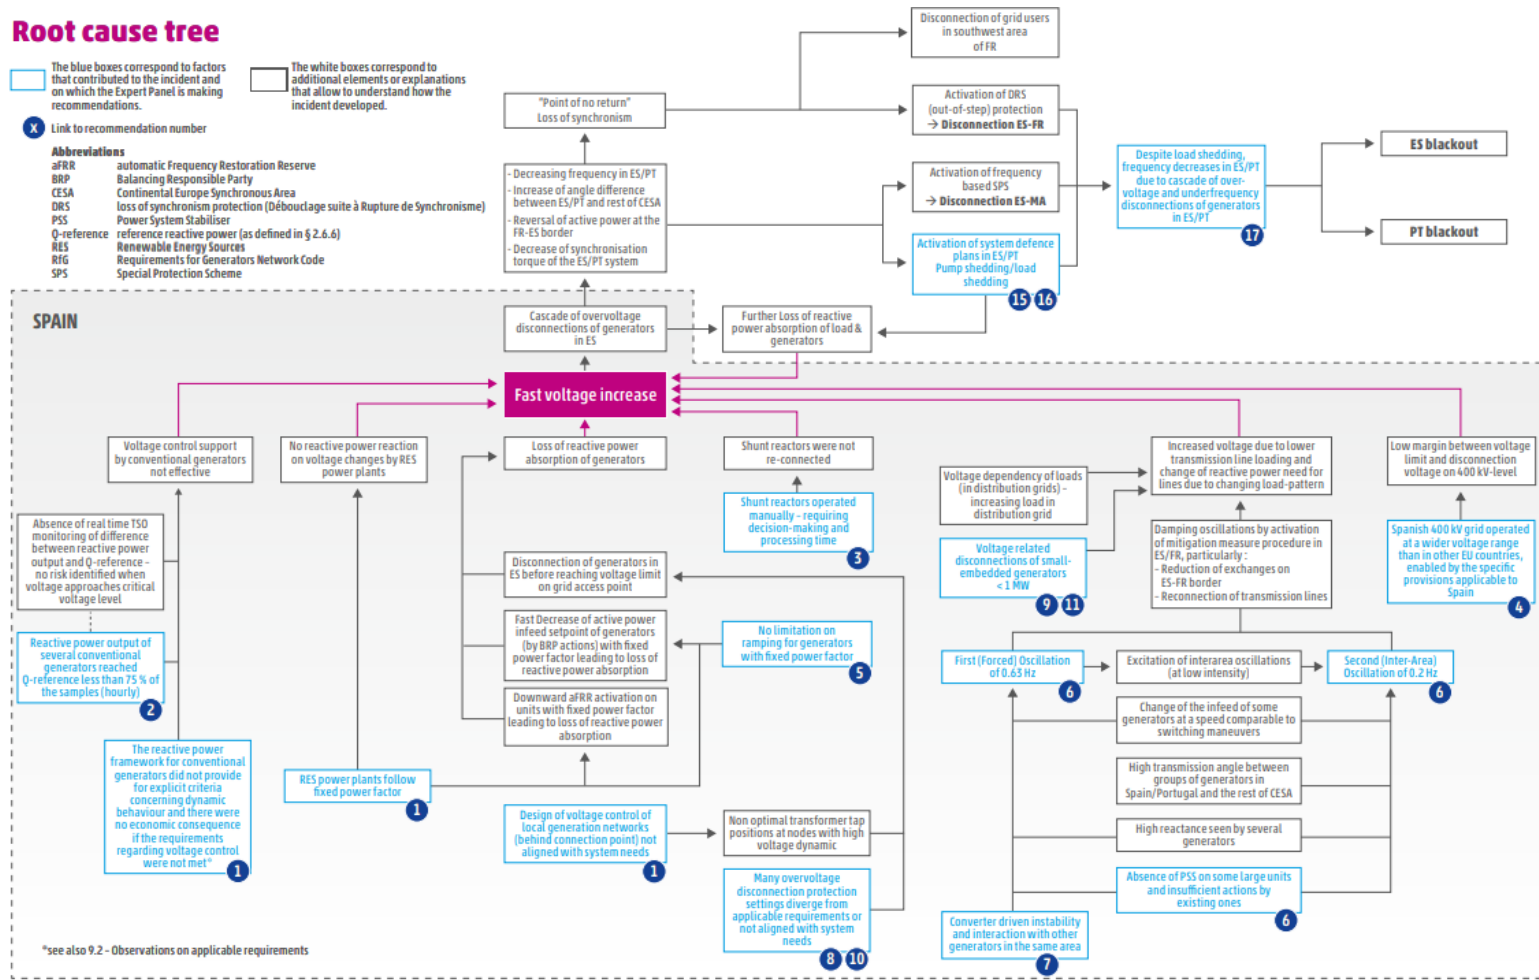 Root cause tree
The blue boxes correspond to factors
that contributed to the incident and
on which the Expert Panel is making
recommendations.
The white boxes correspond to
additional elements or explanations
that allow to understand how the
incident developed.
X Link to recommendation number
Abbreviations
aFRR automatic Frequency Restoration Reserve
BRP Balancing Responsible Party
CESA Continental Europe Synchronous Area
DRS loss of synchronism protection (Débouclage suite à Rupture de Synchronisme)
PSS Power System Stabiliser
Q-reference reference reactive power (as defined in § 2.6.6)
RES Renewable Energy Sources
RfG Requirements for Generators Network Code
SPS Special Protection Scheme
Disconnection of grid users
in southwest area
of FR
"Point of no return"
Loss of synchronism
Activation of DRS
(out-of-step) protection
→ Disconnection ES-FR
- Decreasing frequency in ES/PT
- Increase of angle difference
between ES/PT and rest of CESA
- Reversal of active power at the
FR-ES border
- Decrease of synchronisation
torque of the ES/PT system
Activation of frequency
based SPS
→ Disconnection ES-MA
Activation of system defence
plans in ES/PT
Pump shedding/load
shedding
15 16
Despite load shedding,
frequency decreases in ES/PT
due to cascade of over-
voltage and underfrequency
disconnections of generators
in ES/PT
17
ES blackout
PT blackout
SPAIN
Cascade of overvoltage
disconnections of generators
in ES
Further Loss of reactive
power absorption of load &
generators
Fast voltage increase
Voltage control support
by conventional generators
not effective
No reactive power reaction
on voltage changes by RES
power plants
Loss of reactive power
absorption of generators
Shunt reactors were not
re-connected
Increased voltage due to lower
transmission line loading and
change of reactive power need for
lines due to changing load-pattern
Low margin between voltage
limit and disconnection
voltage on 400 kV-level
Voltage dependency of loads
(in distribution grids) –
increasing load in
distribution grid
Shunt reactors operated
manually – requiring
decision-making and
processing time
3
Absence of real time TSO
monitoring of difference
between reactive power
output and Q-reference –
no risk identified when
voltage approaches critical
voltage level
Disconnection of generators in
ES before reaching voltage limit
on grid access point
Voltage related
disconnections of small-
embedded generators
< 1 MW
9 11
Damping oscillations by activation
of mitigation measure procedure in
ES/FR, particularly :
- Reduction of exchanges on
ES-FR border
- Reconnection of transmission lines
Spanish 400 kV grid operated
at a wider voltage range
than in other EU countries,
enabled by the specific
provisions applicable to
Spain
4
Reactive power output of
several conventional
generators reached
Q-reference less than 75 % of
the samples (hourly)
2
Fast Decrease of active power
infeed setpoint of generators
(by BRP actions) with fixed
power factor leading to loss of
reactive power absorption
No limitation on
ramping for generators
with fixed power factor
5
First (Forced) Oscillation
of 0.63 Hz
6
Excitation of interarea oscillations
(at low intensity)
Second (Inter-Area)
Oscillation of 0.2 Hz
6
Downward aFRR activation on
units with fixed power factor
leading to loss of reactive power
absorption
Change of the infeed of some
generators at a speed comparable to
switching maneuvers
The reactive power
framework for conventional
generators did not provide
for explicit criteria
concerning dynamic
behaviour and there were
no economic consequence
if the requirements
regarding voltage control
were not met*
1
RES power plants follow
fixed power factor
1
High transmission angle between
groups of generators in
Spain/Portugal and the rest of CESA
Design of voltage control of
local generation networks
(behind connection point) not
aligned with system needs
1
Non optimal transformer tap
positions at nodes with high
voltage dynamic
High reactance seen by several
generators
Many overvoltage
disconnection protection
settings diverge from
applicable requirements or
not aligned with system
needs
8 10
Absence of PSS on some large units
and insufficient actions by
existing ones
6
Converter driven instability
and interaction with other
generators in the same area
7
*see also 9.2 – Observations on applicable requirements